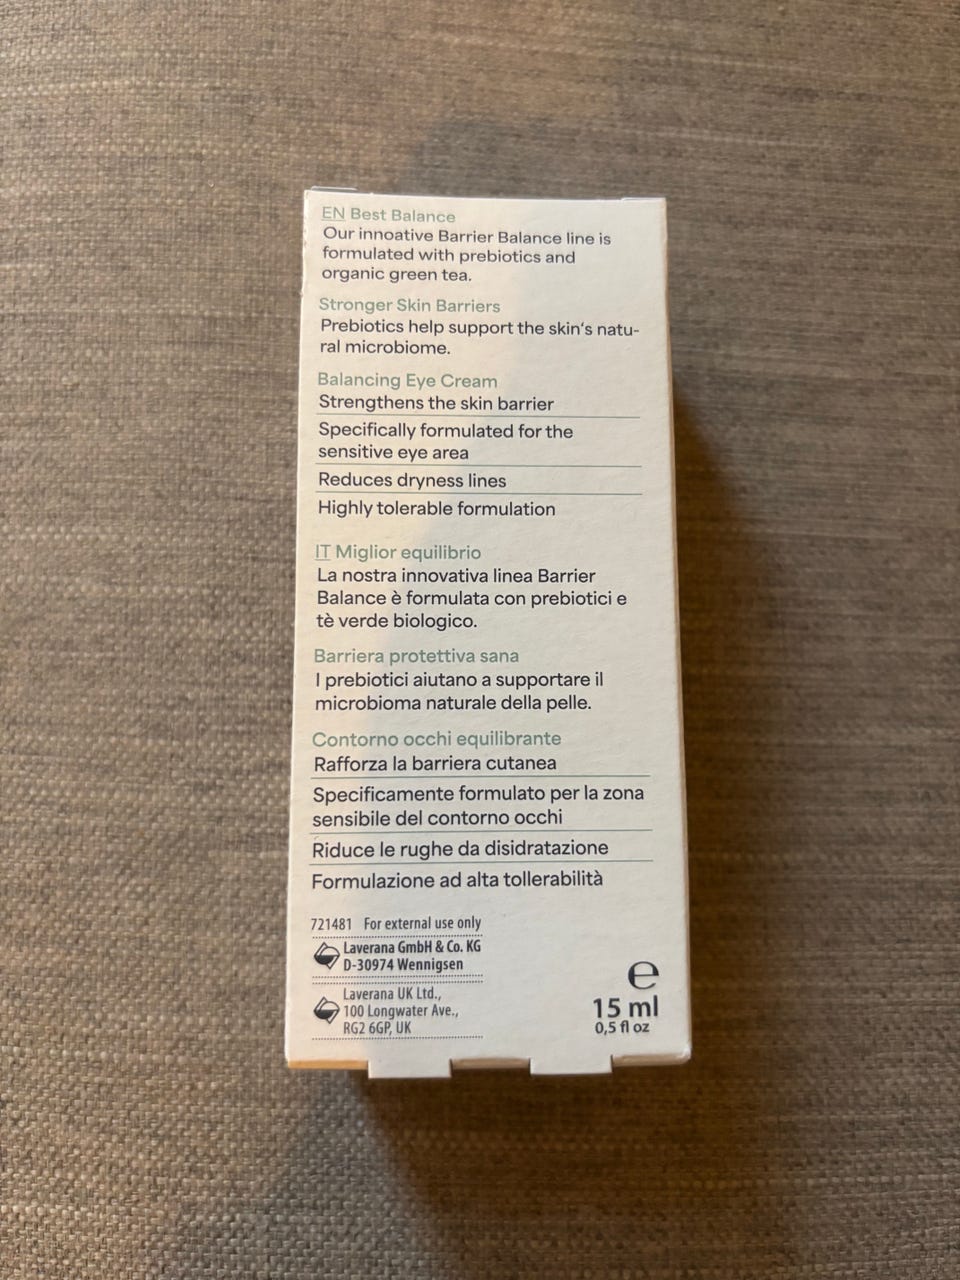 EN Best Balance
Our innoative Barrier Balance line is
formulated with prebiotics and
organic green tea.
Stronger Skin Barriers
Prebiotics help support the skin's natu-
ral microbiome.
Balancing Eye Cream
Strengthens the skin barrier
Specifically formulated for the
sensitive eye area
Reduces dryness lines
Highly tolerable formulation
IT Miglior equilibrio
La nostra innovativa linea Barrier
Balance è formulata con prebiotici e
tè verde biologico.
Barriera protettiva sana
I prebiotici aiutano a supportare il
microbioma naturale della pelle.
Contorno occhi equilibrante
Rafforza la barriera cutanea
Specificamente formulato per la zona
sensibile del contorno occhi
Riduce le rughe da disidratazione
Formulazione ad alta tollerabilità
721481 For external use only
Laverana GmbH & Co. KG
D-30974 Wennigsen
Laverana UK Ltd.,
100 Longwater Ave.,
RG2 6GP, UK
℮
15 ml
0,5 fl oz